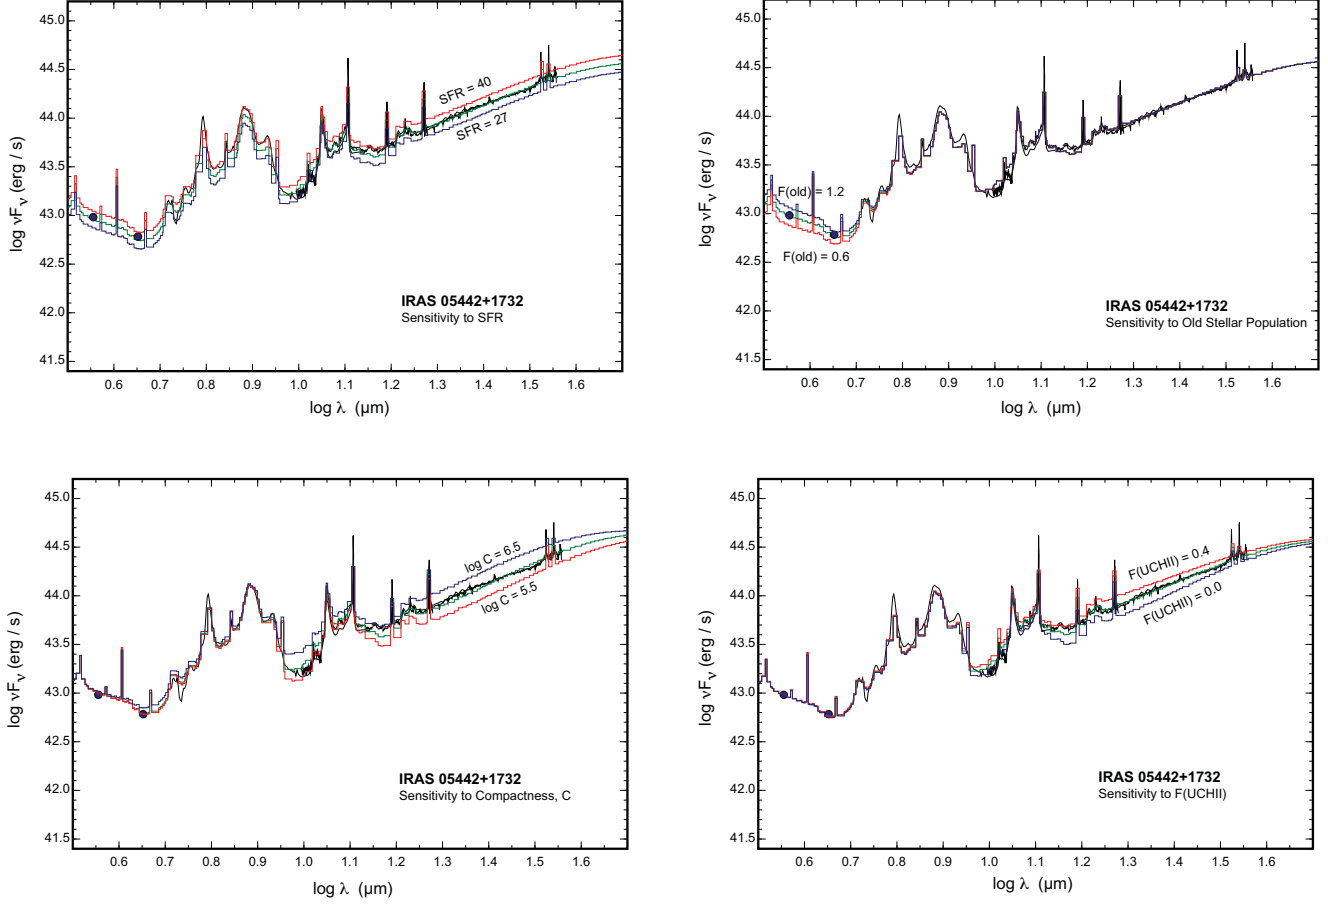 45.0
44.5
44.0
43.5
43.0
42.5
42.0
41.5
log νFν (erg / s)
SFR = 40
SFR = 27
IRAS 05442+1732
Sensitivity to SFR
0.6 0.7 0.8 0.9 1.0 1.1 1.2 1.3 1.4 1.5 1.6
log λ (µm)
45.0
44.5
44.0
43.5
43.0
42.5
42.0
41.5
log νFν (erg / s)
F(old) = 1.2
F(old) = 0.6
IRAS 05442+1732
Sensitivity to Old Stellar Population
0.6 0.7 0.8 0.9 1.0 1.1 1.2 1.3 1.4 1.5 1.6
log λ (µm)
45.0
44.5
44.0
43.5
43.0
42.5
42.0
41.5
log νFν (erg / s)
log C = 6.5
log C = 5.5
IRAS 05442+1732
Sensitivity to Compactness, C
0.6 0.7 0.8 0.9 1.0 1.1 1.2 1.3 1.4 1.5 1.6
log λ (µm)
45.0
44.5
44.0
43.5
43.0
42.5
42.0
41.5
log νFν (erg / s)
F(UCHII) = 0.4
F(UCHII) = 0.0
IRAS 05442+1732
Sensitivity to F(UCHII)
0.6 0.7 0.8 0.9 1.0 1.1 1.2 1.3 1.4 1.5 1.6
log λ (µm)